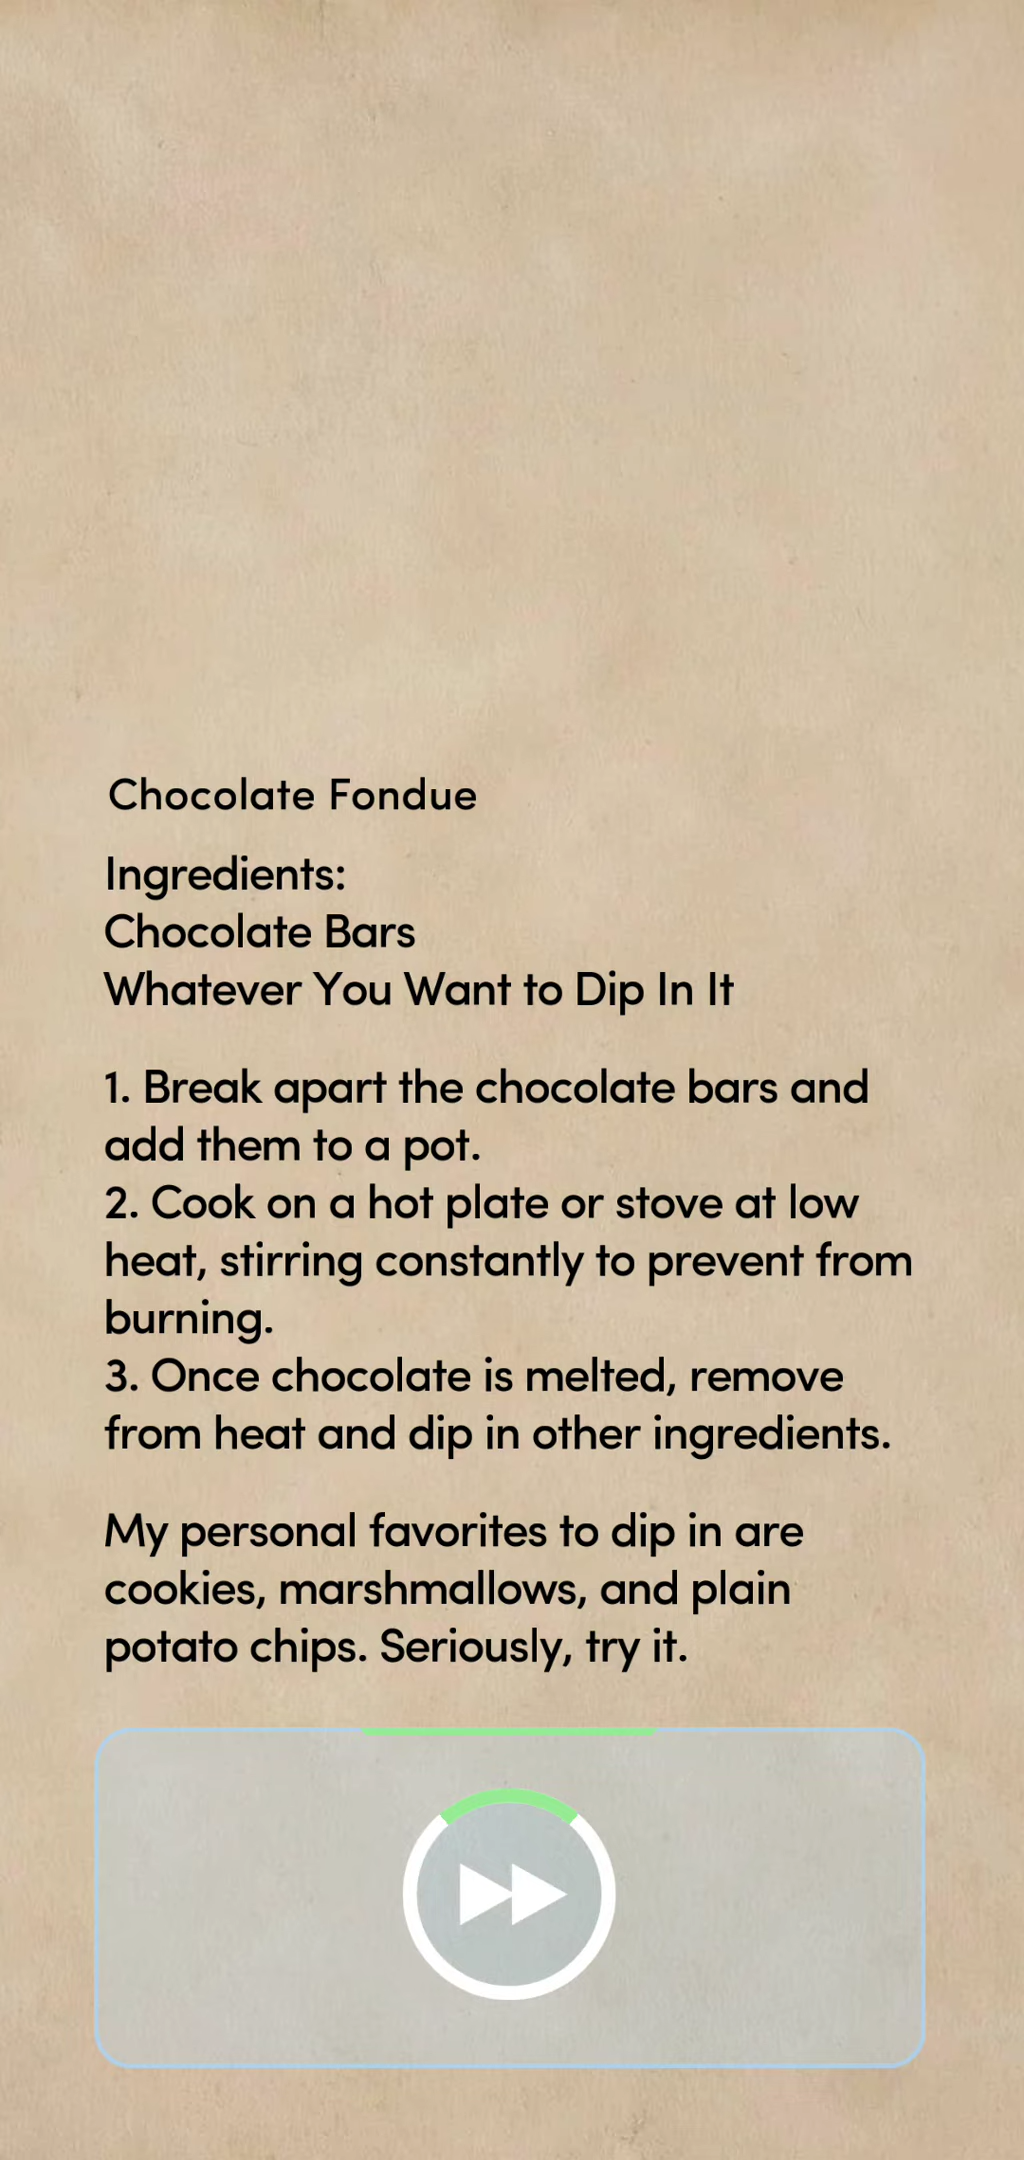 Chocolate Fondue
Ingredients:
Chocolate Bars
Whatever You Want to Dip In It
1. Break apart the chocolate bars and
add them to a pot.
2. Cook on a hot plate or stove at low
heat, stirring constantly to prevent from
burning.
3. Once chocolate is melted, remove
from heat and dip in other ingredients.
My personal favorites to dip in are
cookies, marshmallows, and plain
potato chips. Seriously, try it.